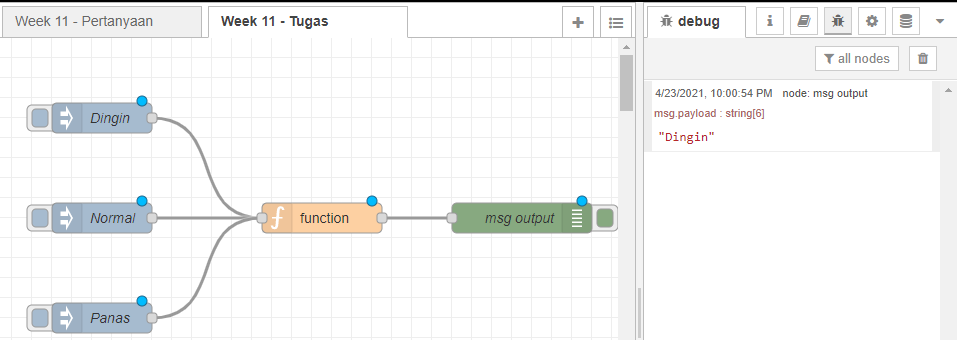 Week 11 - Pertanyaan
Week 11 - Tugas
debug
all nodes
4/23/2021, 10:00:54 PM node: msg output
msg.payload : string[6]
"Dingin"
Dingin
Normal
function
msg output
Panas